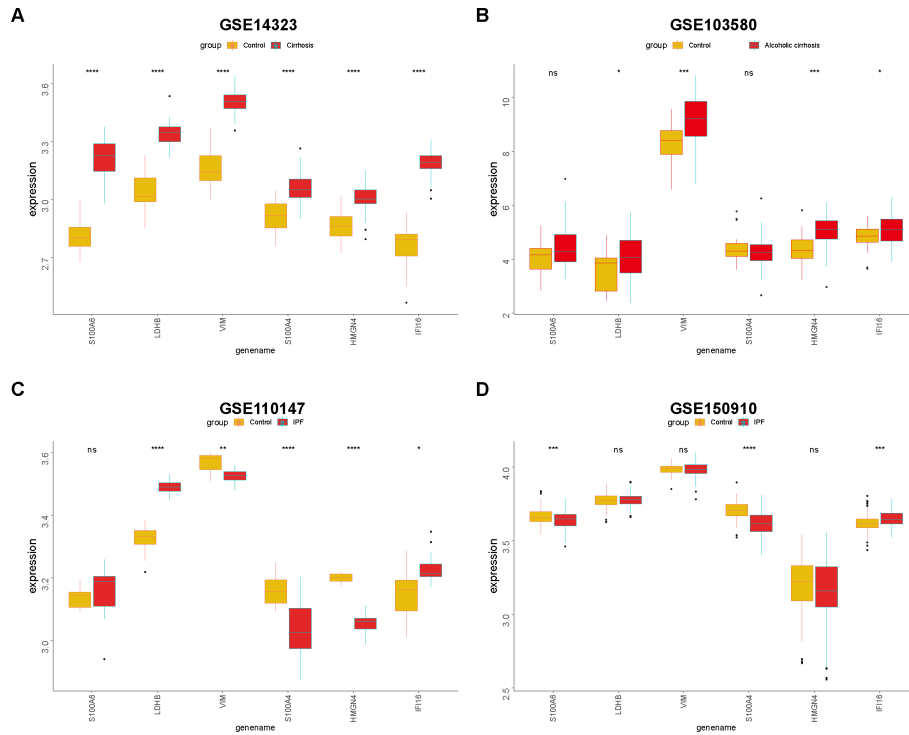 A
GSE14323
group Control Cirrhosis
**** **** **** **** **** ****
expression
3.6
3.3
3.0
2.7
S100A6 LDHB VIM S100A4 HMGN4 IFI16
genename
B
GSE103580
group Control Alcoholic cirrhosis
ns * *** ns *** *
expression
10
8
6
4
2
S100A6 LDHB VIM S100A4 HMGN4 IFI16
genename
C
GSE110147
group Control IPF
ns **** ** **** **** *
expression
3.6
3.4
3.2
3.0
S100A6 LDHB VIM S100A4 HMGN4 IFI16
genename
D
GSE150910
group Control IPF
*** ns ns **** ns ***
expression
4.0
3.5
3.0
2.5
S100A6 LDHB VIM S100A4 HMGN4 IFI16
genename